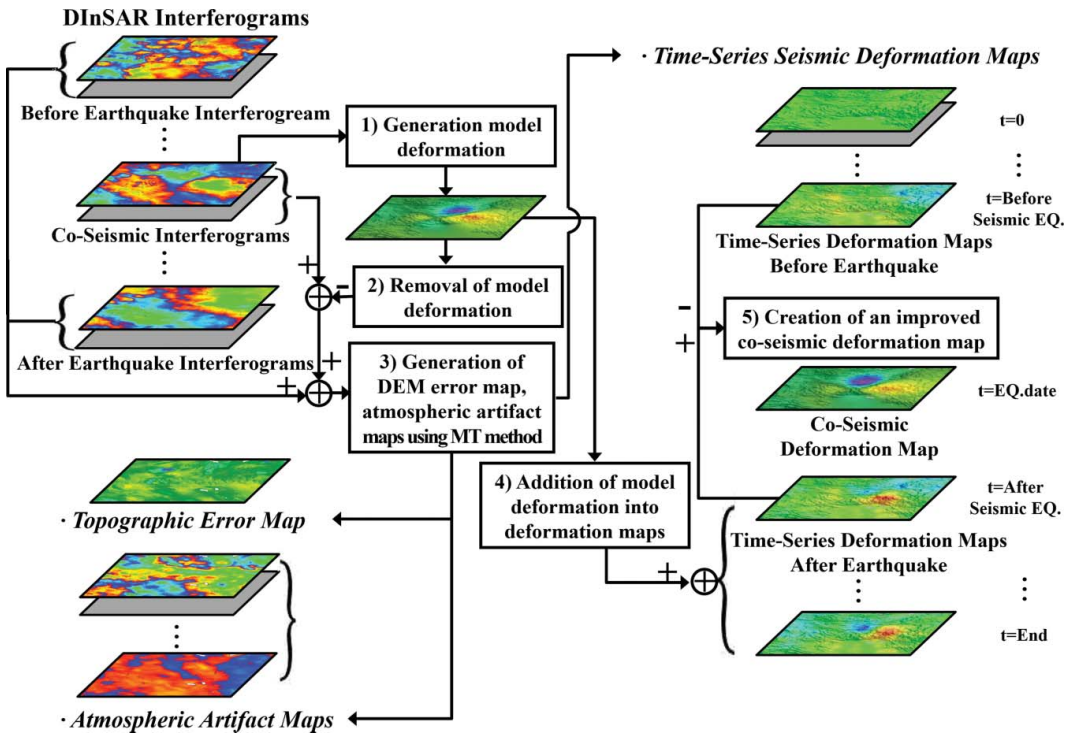 DInSAR Interferograms
Before Earthquake Interferogream
Co-Seismic Interferograms
After Earthquake Interferograms
1) Generation model
deformation
2) Removal of model
deformation
+
-
+
+
3) Generation of
DEM error map,
atmospheric artifact
maps using MT method
· Topographic Error Map
· Atmospheric Artifact Maps
4) Addition of model
deformation into
deformation maps
+
· Time-Series Seismic Deformation Maps
t=0
t=Before
Seismic EQ.
Time-Series Deformation Maps
Before Earthquake
-
+
5) Creation of an improved
co-seismic deformation map
t=EQ.date
Co-Seismic
Deformation Map
t=After
Seismic EQ.
Time-Series Deformation Maps
After Earthquake
t=End